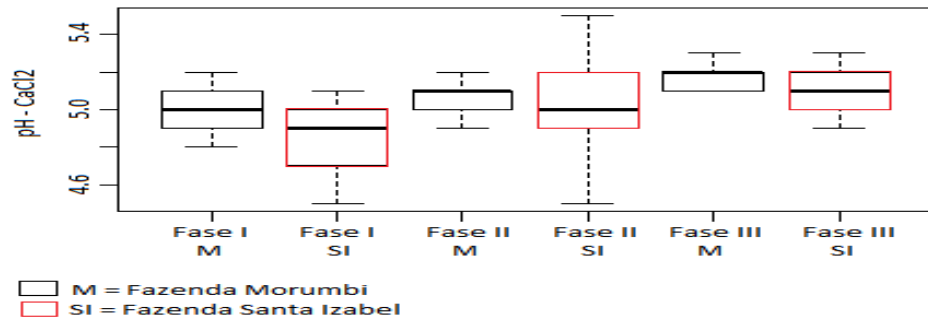 pH - CaCl2
5.4
5.0
4.6
Fase I Fase I Fase II Fase II Fase III Fase III
M SI M SI M SI
M = Fazenda Morumbi
SI = Fazenda Santa Izabel